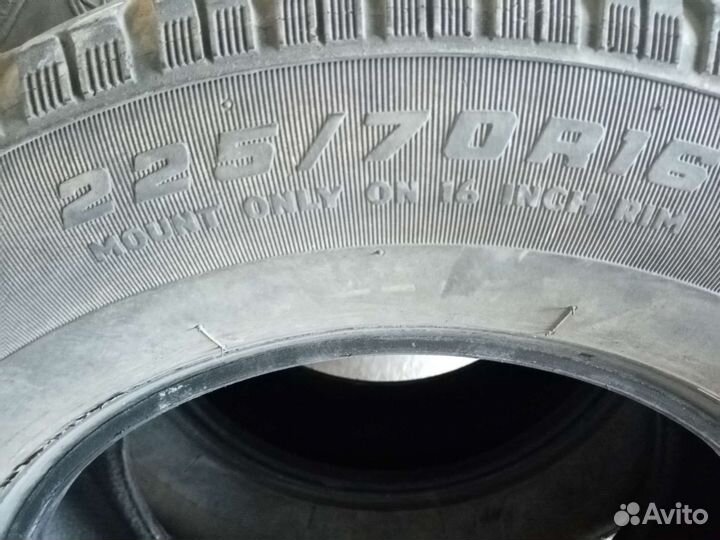 225/70R16
MOUNT ONLY ON 16 INCH RIM
Avito